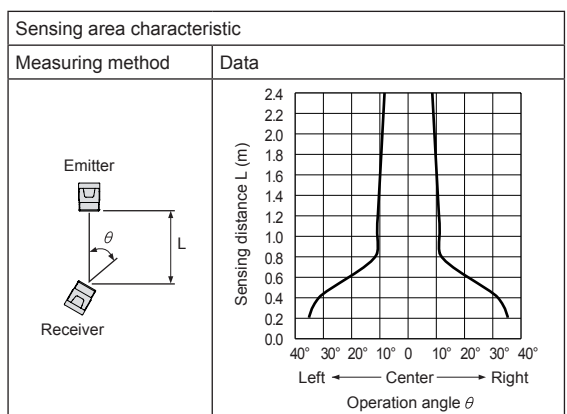 Sensing area characteristic
Measuring method Data
Emitter
θ
L
Receiver
Sensing distance L (m)
2.4
2.2
2.0
1.8
1.6
1.4
1.2
1.0
0.8
0.6
0.4
0.2
0.0
40° 30° 20° 10° 0 10° 20° 30° 40°
Left Center Right
Operation angle θ